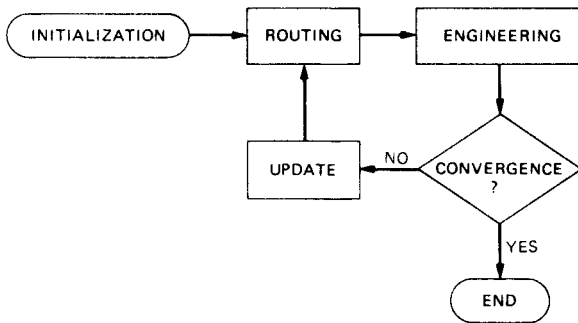 INITIALIZATION
ROUTING
ENGINEERING
UPDATE
NO
CONVERGENCE
?
YES
END